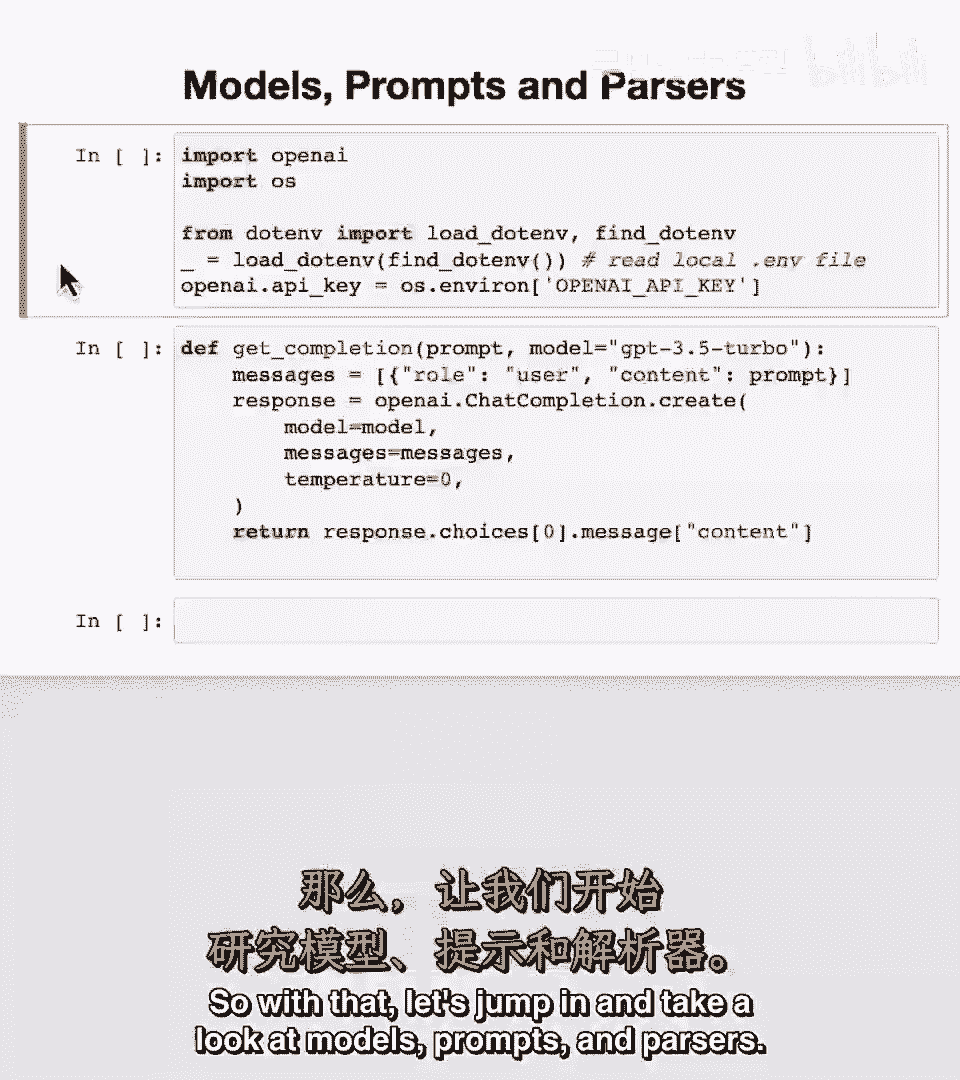 bilibili
Models, Prompts and Parsers
In [ ]: import openai
import os
from dotenv import load_dotenv, find_dotenv
_ = load_dotenv(find_dotenv()) # read local .env file
openai.api_key = os.environ['OPENAI_API_KEY']
In [ ]: def get_completion(prompt, model="gpt-3.5-turbo"):
messages = [{"role": "user", "content": prompt}]
response = openai.ChatCompletion.create(
model=model,
messages=messages,
temperature=0,
)
return response.choices[0].message["content"]
In [ ]:
那么，让我们开始
研究模型、提示和解析器。
So with that, let's jump in and take a
look at models, prompts, and parsers.